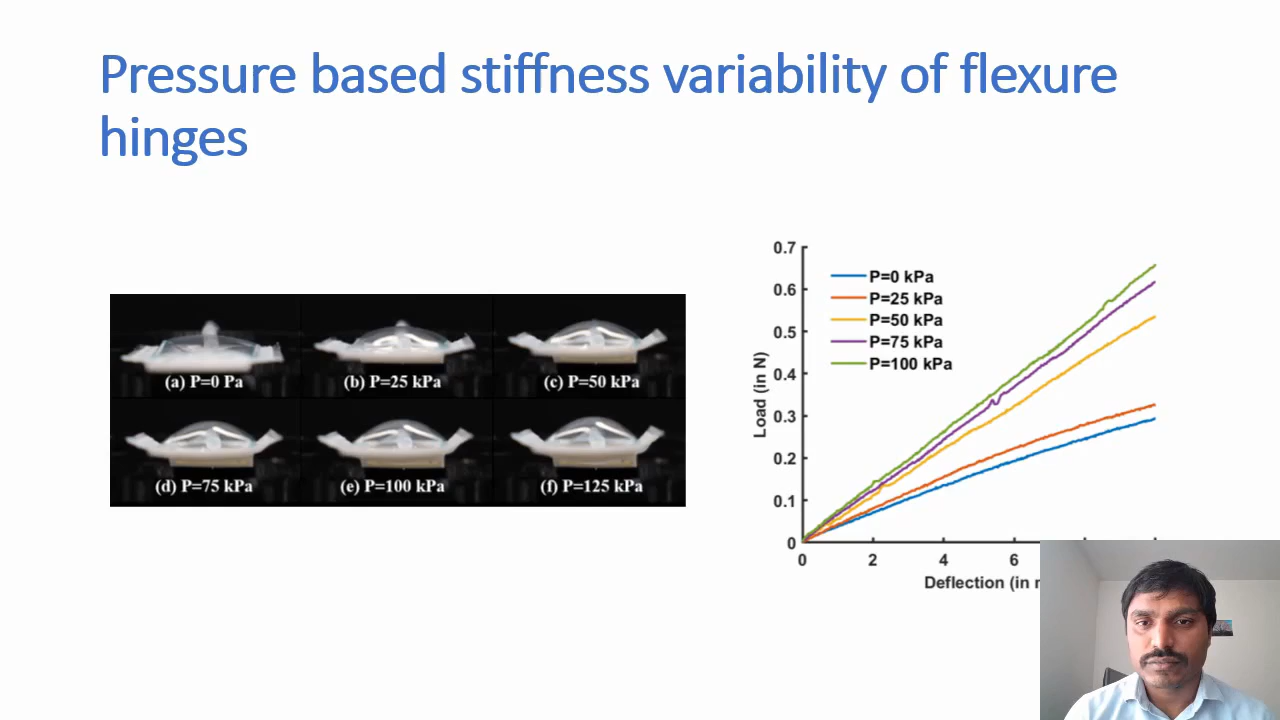 Pressure based stiffness variability of flexure
hinges
(a) P=0 Pa
(b) P=25 kPa
(c) P=50 kPa
(d) P=75 kPa
(e) P=100 kPa
(f) P=125 kPa
0.7
0.6
0.5
0.4
0.3
0.2
0.1
0
Load (in N)
P=0 kPa
P=25 kPa
P=50 kPa
P=75 kPa
P=100 kPa
0 2 4 6
Deflection (in